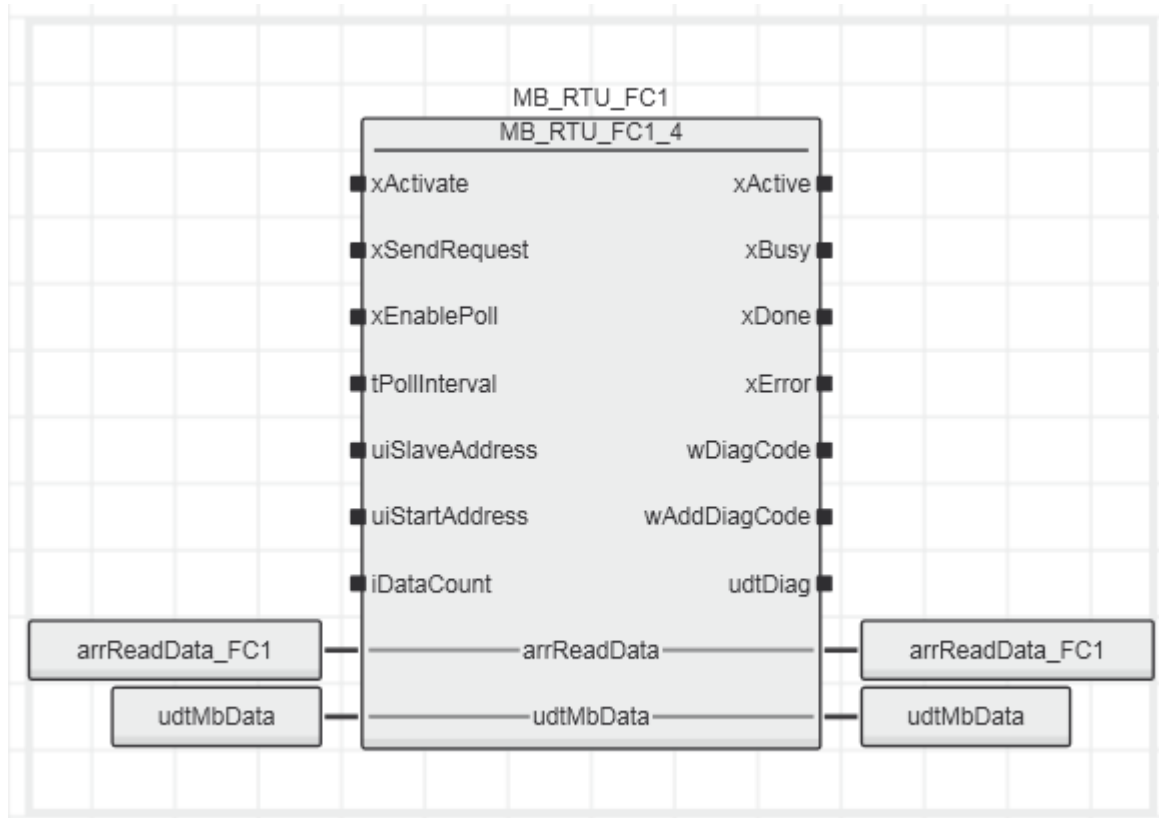 MB_RTU_FC1
MB_RTU_FC1_4
xActivate xActive
xSendRequest xBusy
xEnablePoll xDone
tPollInterval xError
uiSlaveAddress wDiagCode
uiStartAddress wAddDiagCode
iDataCount udtDiag
arrReadData_FC1 arrReadData arrReadData_FC1
udtMbData udtMbData udtMbData